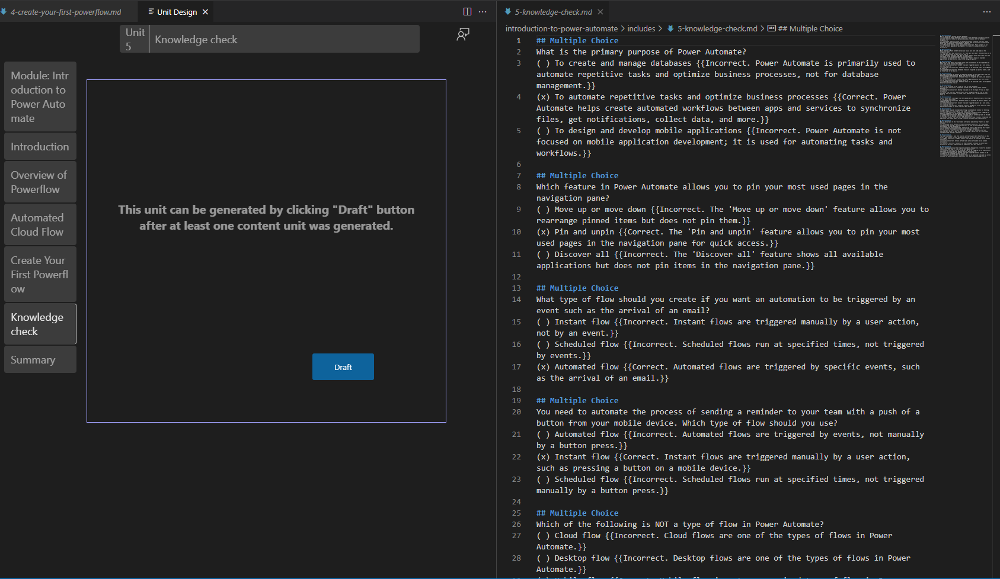 4-create-your-first-powerflow.md
Unit Design
Unit
5
Knowledge check
Module: Intr
oduction to
Power Auto
mate
Introduction
Overview of
Powerflow
Automated
Cloud Flow
Create Your
First Powerfl
ow
Knowledge
check
Summary
This unit can be generated by clicking "Draft" button
after at least one content unit was generated.
Draft
5-knowledge-check.md
introduction-to-power-automate > includes > 5-knowledge-check.md > ## Multiple Choice
1 ## Multiple Choice
2 What is the primary purpose of Power Automate?
3 ( ) To create and manage databases {{Incorrect. Power Automate is primarily used to
automate repetitive tasks and optimize business processes, not for database
management.}}
4 (x) To automate repetitive tasks and optimize business processes {{Correct. Power
Automate helps create automated workflows between apps and services to synchronize
files, get notifications, collect data, and more.}}
5 ( ) To design and develop mobile applications {{Incorrect. Power Automate is not
focused on mobile application development; it is used for automating tasks and
workflows.}}
6
7 ## Multiple Choice
8 Which feature in Power Automate allows you to pin your most used pages in the
navigation pane?
9 ( ) Move up or move down {{Incorrect. The 'Move up or move down' feature allows you to
rearrange pinned items but does not pin them.}}
10 (x) Pin and unpin {{Correct. The 'Pin and unpin' feature allows you to pin your most
used pages in the navigation pane for quick access.}}
11 ( ) Discover all {{Incorrect. The 'Discover all' feature shows all available
applications but does not pin items in the navigation pane.}}
12
13 ## Multiple Choice
14 What type of flow should you create if you want an automation to be triggered by an
event such as the arrival of an email?
15 ( ) Instant flow {{Incorrect. Instant flows are triggered manually by a user action,
not by an event.}}
16 ( ) Scheduled flow {{Incorrect. Scheduled flows run at specified times, not triggered
by events.}}
17 (x) Automated flow {{Correct. Automated flows are triggered by specific events, such
as the arrival of an email.}}
18
19 ## Multiple Choice
20 You need to automate the process of sending a reminder to your team with a push of a
button from your mobile device. Which type of flow should you use?
21 ( ) Automated flow {{Incorrect. Automated flows are triggered by events, not manually
by a button press.}}
22 (x) Instant flow {{Correct. Instant flows are triggered manually by a user action,
such as pressing a button on a mobile device.}}
23 ( ) Scheduled flow {{Incorrect. Scheduled flows run at specified times, not triggered
manually by a button press.}}
24
25 ## Multiple Choice
26 Which of the following is NOT a type of flow in Power Automate?
27 ( ) Cloud flow {{Incorrect. Cloud flows are one of the types of flows in Power
Automate.}}
28 ( ) Desktop flow {{Incorrect. Desktop flows are one of the types of flows in Power
Automate.}}